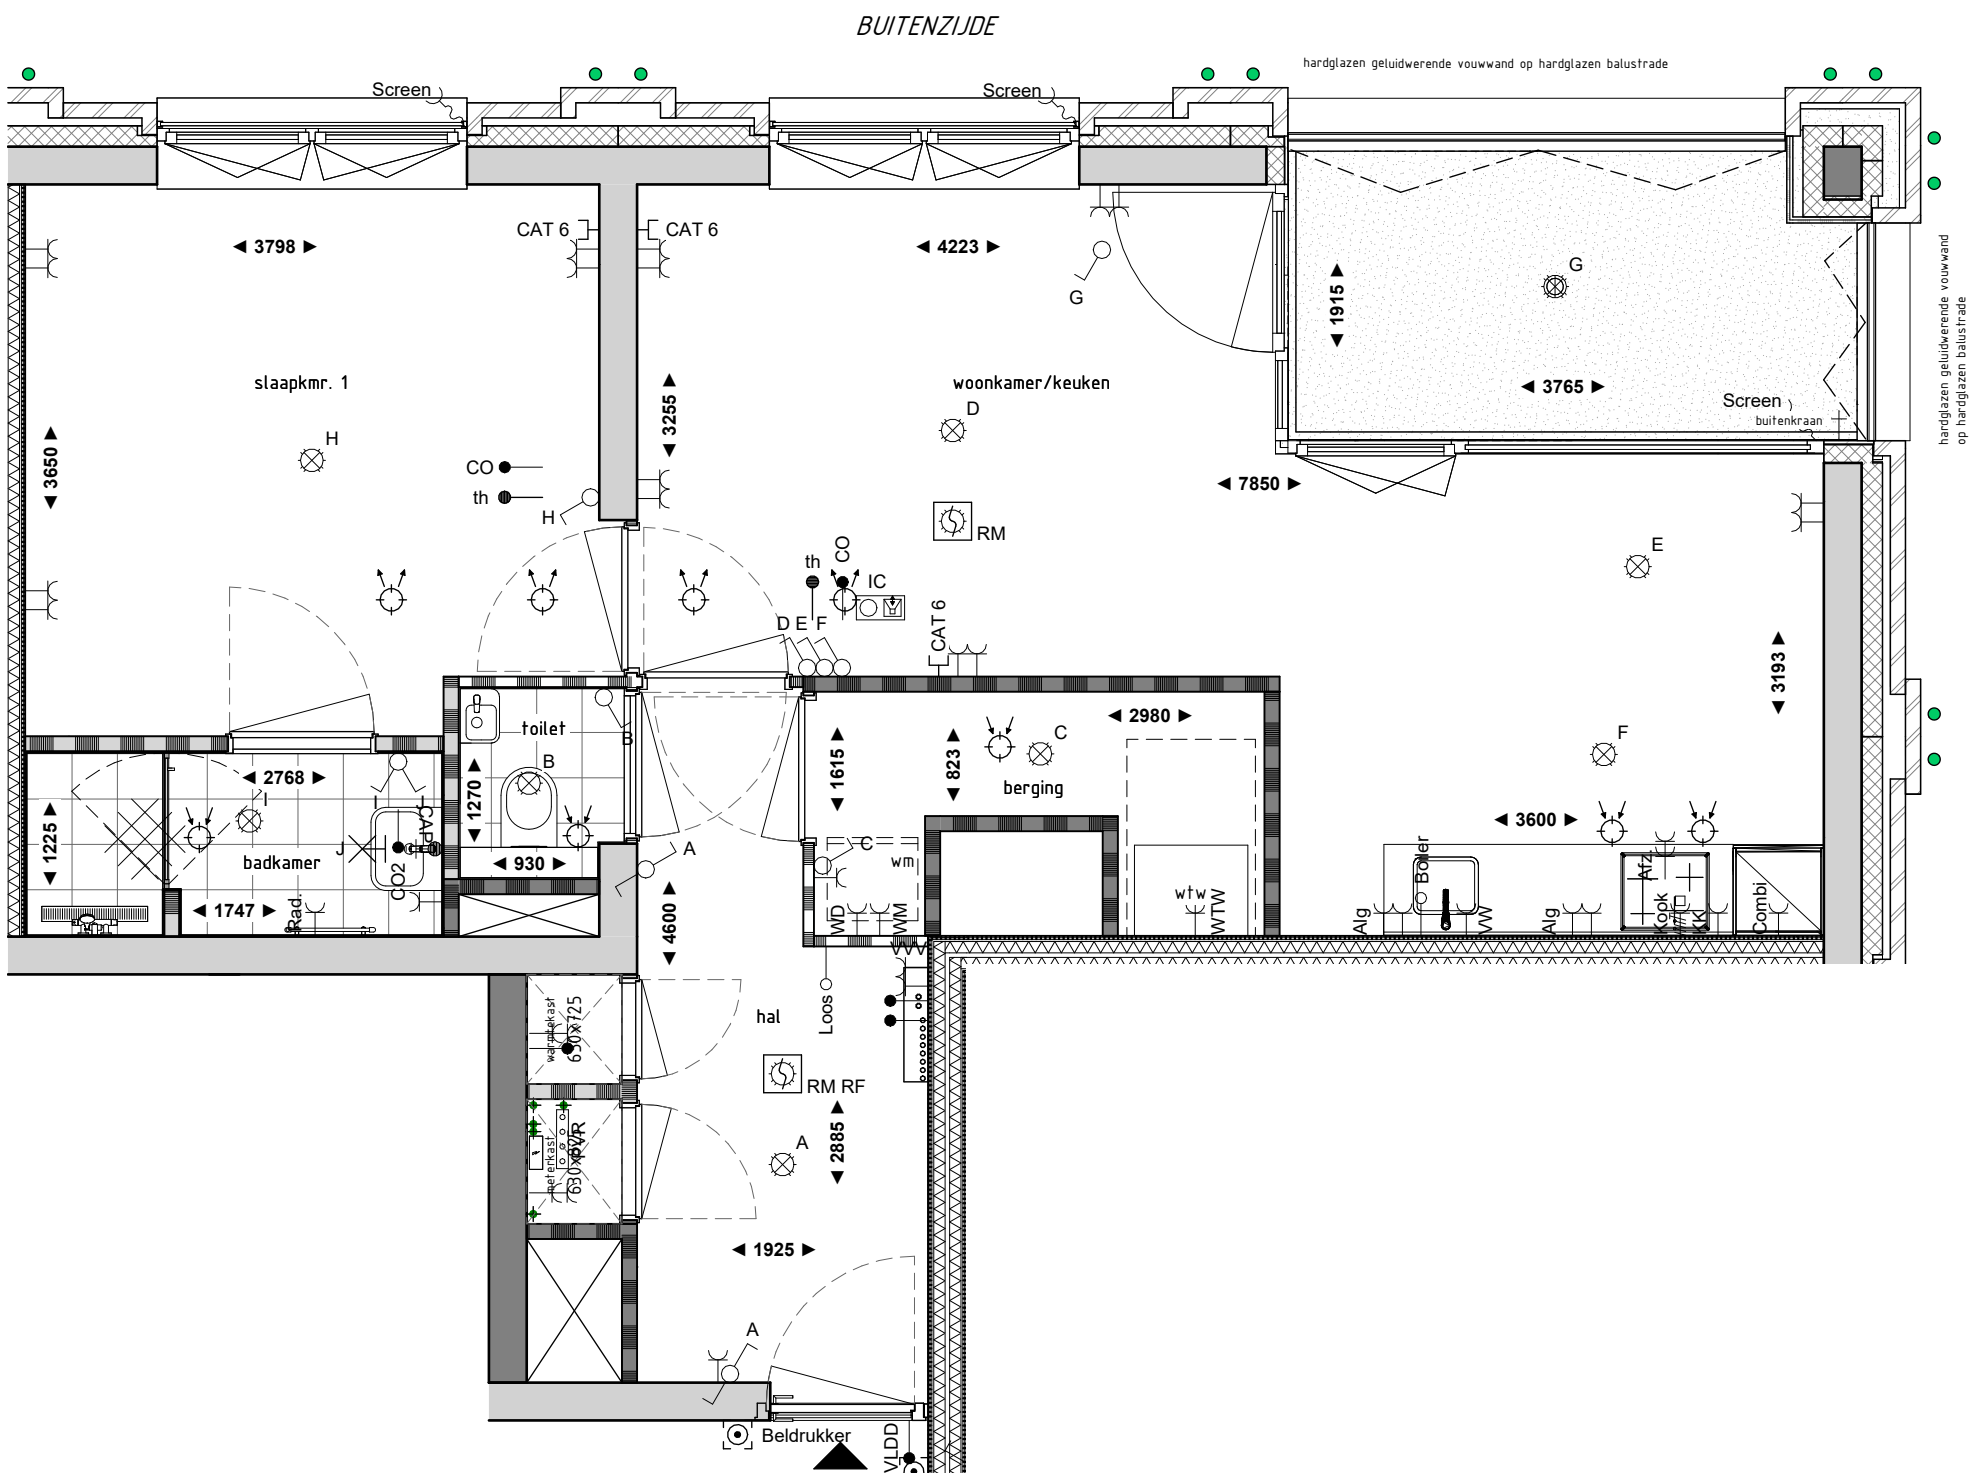 BUITENZIJDE
hardglazen geluidwerende vouwwand op hardglazen balustrade
Screen
Screen
CAT 6
CAT 6
3798
4223
G
G
1915
hardglazen geluidwerende vouwwand
op hardglazen balustrade
slaapkmr. 1
woonkamer/keuken
3765
Screen
buitenkraan
3255
D
H
3650
CO
th
H
7850
RM
E
th
CO
IC
D E F
CAT 6
3193
toilet
B
B
2980
C
F
2768
1270
1615
823
berging
I
I
J
1225
J
badkamer
CAP
CO2
930
A
C
wm
3600
Boiler
Afz.
1747
Rad.
4600
WD
WM
wtw
WTW
Alg
VW
Alg
Kook
KK
Combi
warmtekast
630x725
hal
Loos
RM RF
meterkast
630x825
PVR
2885
A
1925
A
Beldrukker
VLDD